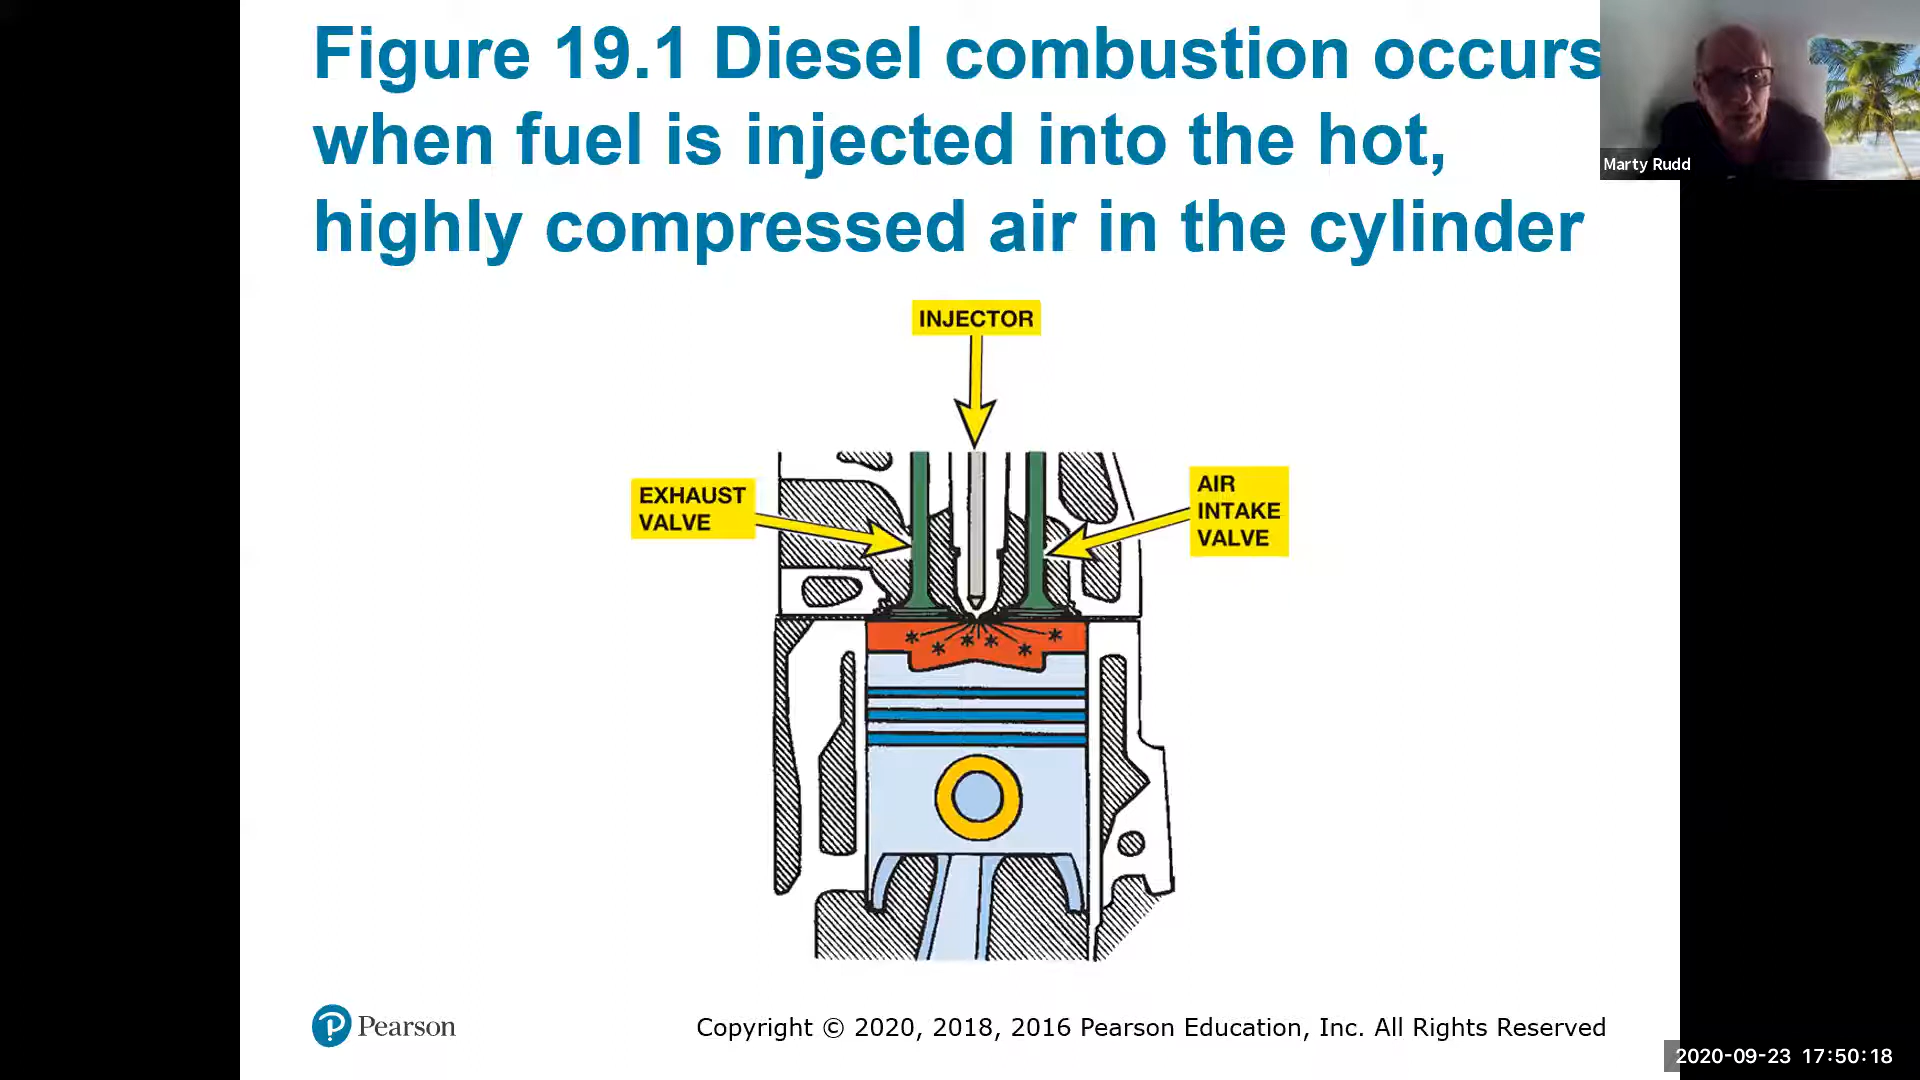 Figure 19.1 Diesel combustion occurs
when fuel is injected into the hot,
highly compressed air in the cylinder
Marty Rudd
INJECTOR
EXHAUST
VALVE
AIR
INTAKE
VALVE
Pearson
Copyright © 2020, 2018, 2016 Pearson Education, Inc. All Rights Reserved
2020-09-23 17:50:18